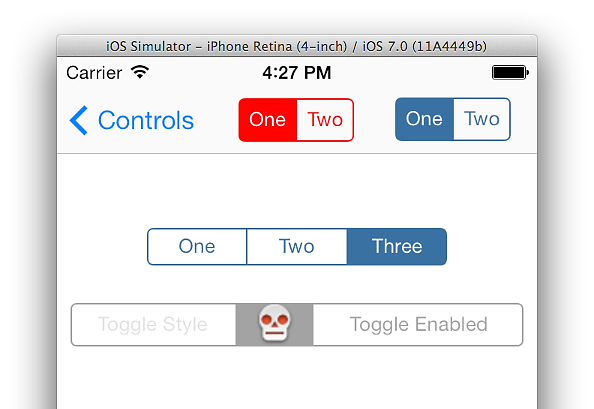 iOS Simulator – iPhone Retina (4-inch) / iOS 7.0 (11A4449b)
Carrier 4:27 PM
Controls One Two One Two
One Two Three
Toggle Style Toggle Enabled